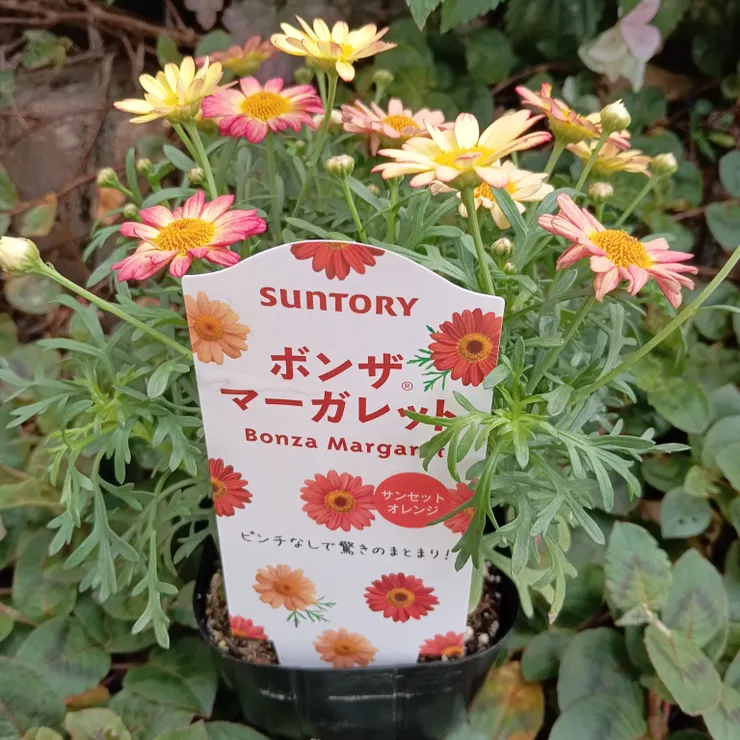 SUNTORY
ボンザ®
マーガレット
Bonza Margaret
サンセット
オレンジ
ピンチなしで驚きのまとまり!